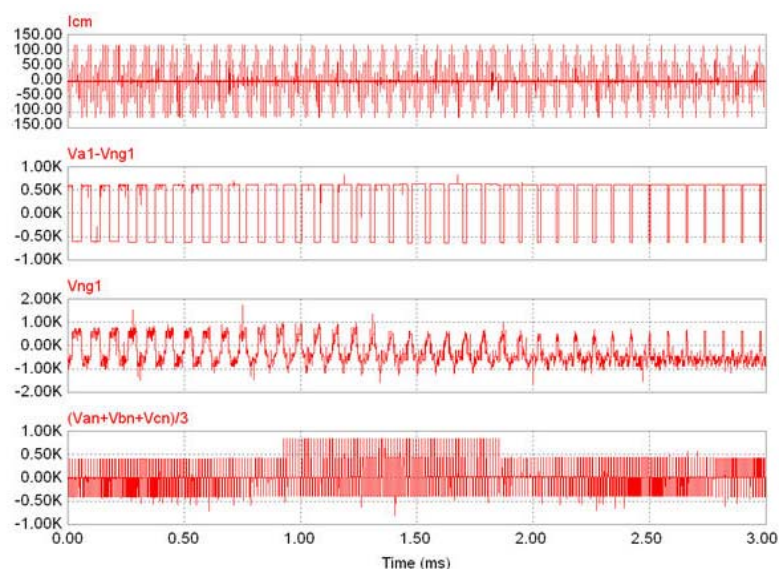 Icm
150.00
100.00
50.00
0.00
-50.00
-100.00
-150.00
Va1-Vng1
1.00K
0.50K
0.00K
-0.50K
-1.00K
Vng1
2.00K
1.00K
0.00K
-1.00K
-2.00K
(Van+Vbn+Vcn)/3
1.00K
0.50K
0.00K
-0.50K
-1.00K
0.00 0.50 1.00 1.50 2.00 2.50 3.00
Time (ms)